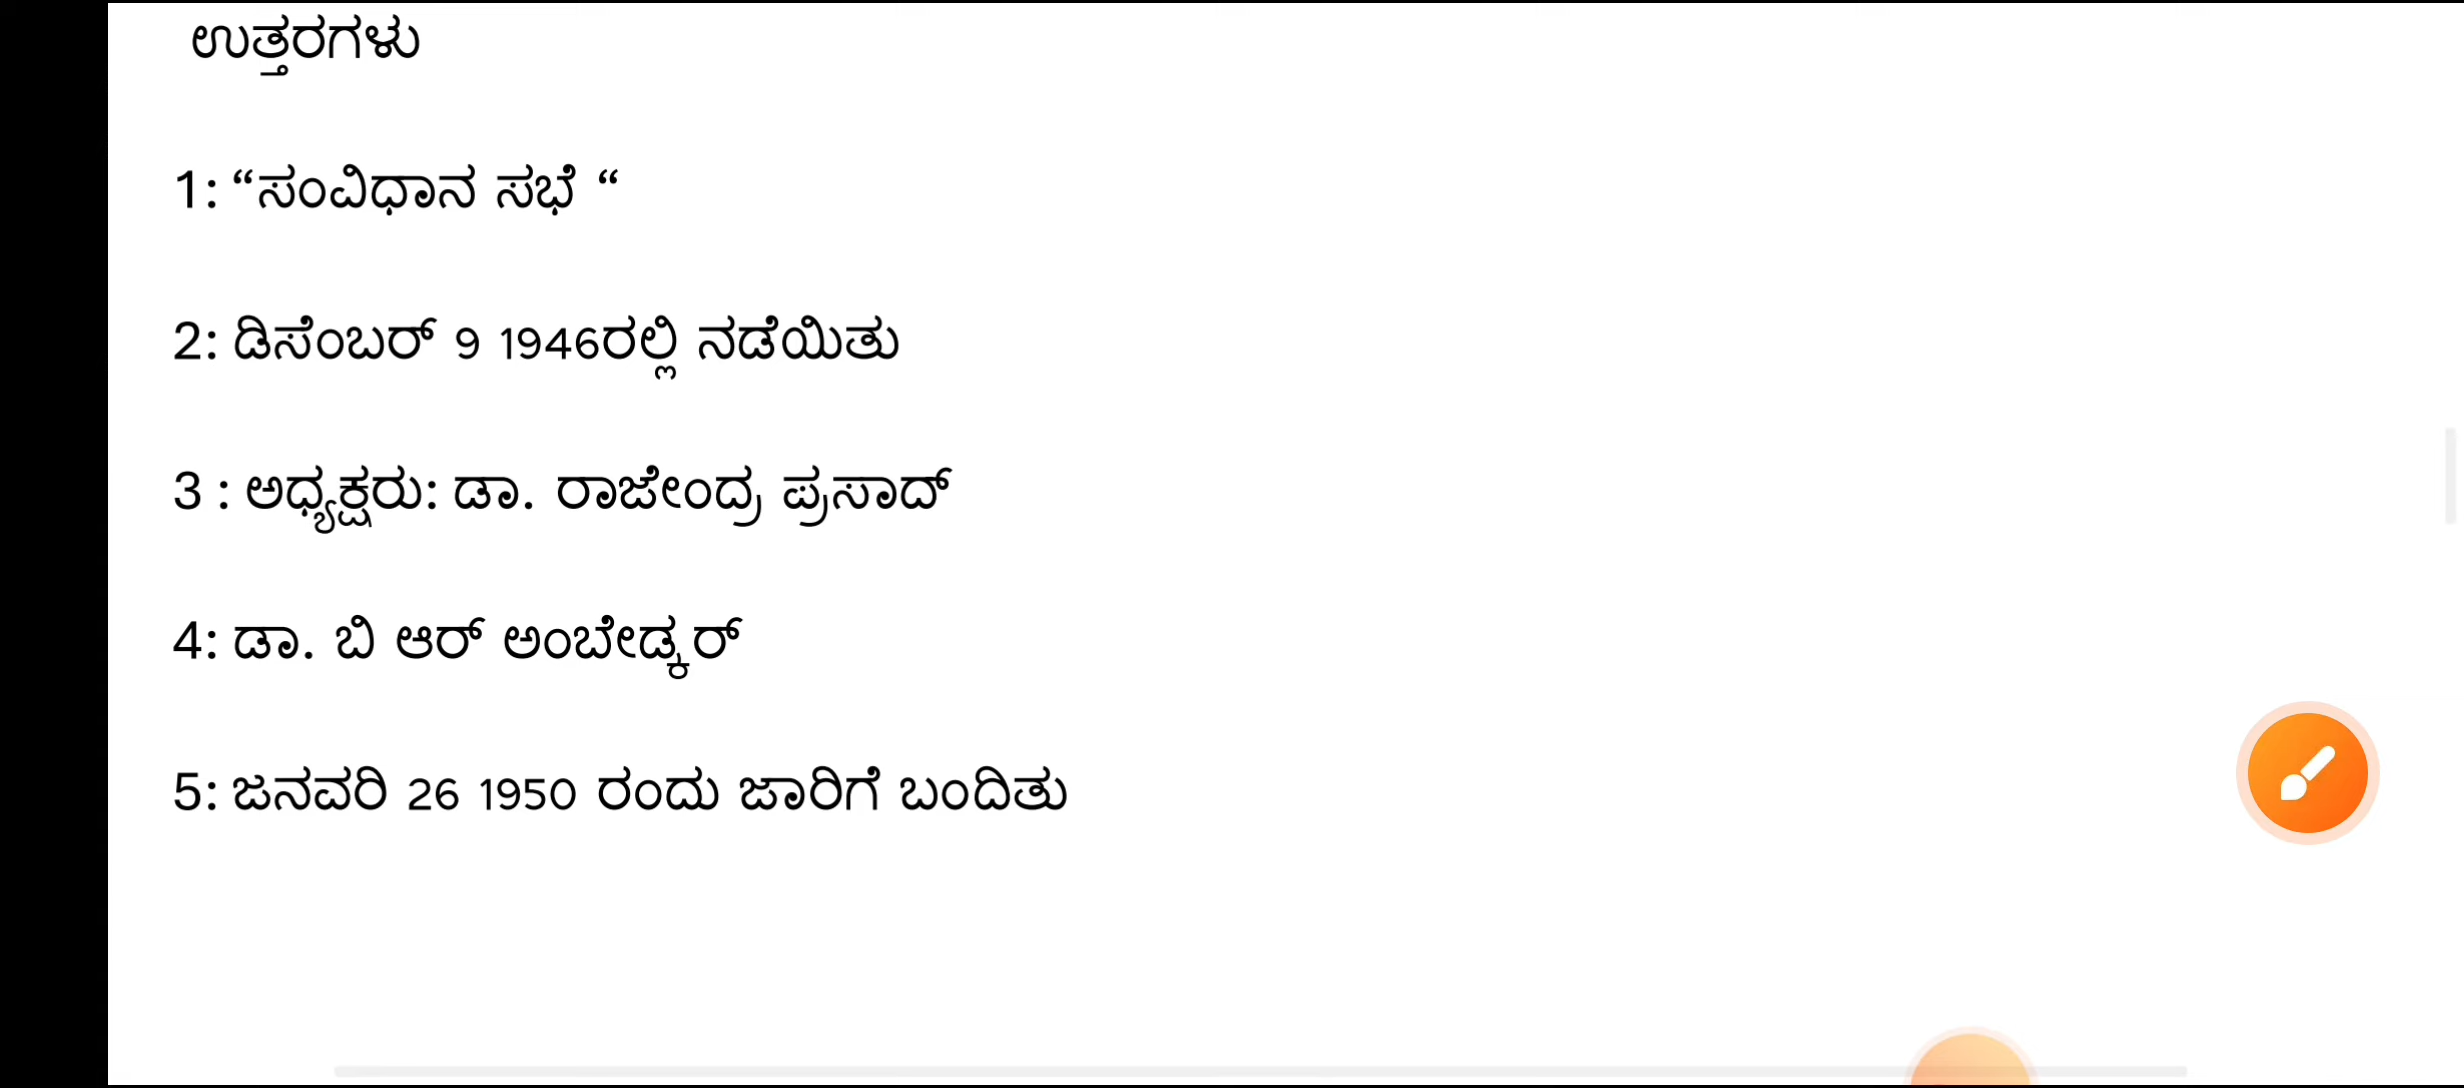 ಉತ್ತರಗಳು
1: “ಸಂವಿಧಾನ ಸಭೆ “
2: ಡಿಸೆಂಬರ್ 9 1946ರಲ್ಲಿ ನಡೆಯಿತು
3 : ಅಧ್ಯಕ್ಷರು: ಡಾ. ರಾಜೇಂದ್ರ ಪ್ರಸಾದ್
4: ಡಾ. ಬಿ ಆರ್ ಅಂಬೇಡ್ಕರ್
5: ಜನವರಿ 26 1950 ರಂದು ಜಾರಿಗೆ ಬಂದಿತು